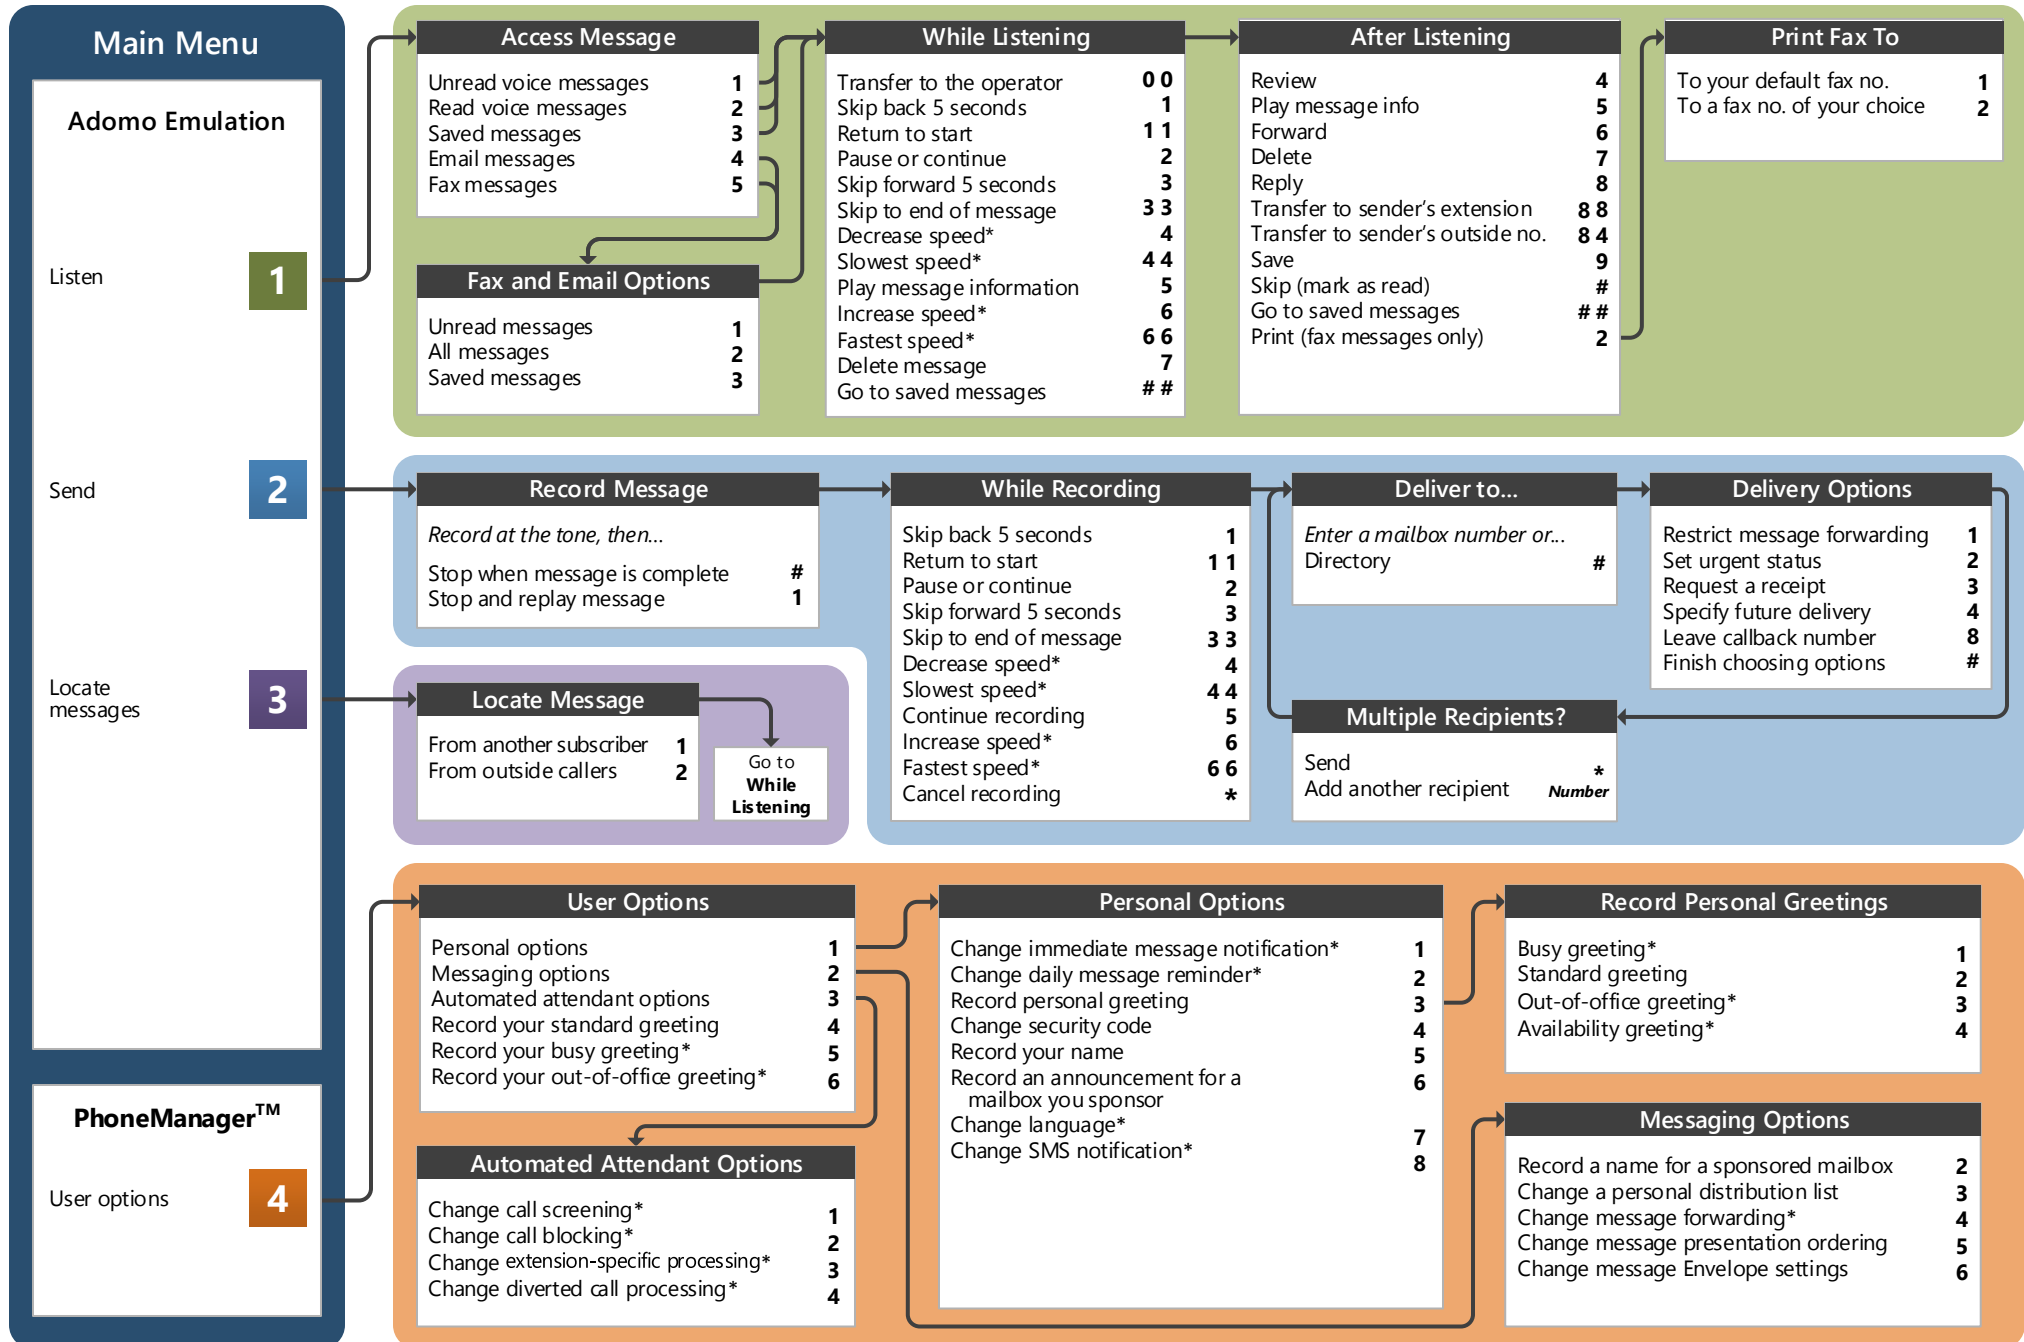 Main Menu
Adomo Emulation
Listen 1
Send 2
Locate
messages 3
PhoneManager™
User options 4
Access Message
Unread voice messages 1
Read voice messages 2
Saved messages 3
Email messages 4
Fax messages 5
Fax and Email Options
Unread messages 1
All messages 2
Saved messages 3
While Listening
Transfer to the operator 0 0
Skip back 5 seconds 1
Return to start 1 1
Pause or continue 2
Skip forward 5 seconds 3
Skip to end of message 3 3
Decrease speed* 4
Slowest speed* 4 4
Play message information 5
Increase speed* 6
Fastest speed* 6 6
Delete message 7
Go to saved messages # #
After Listening
Review 4
Play message info 5
Forward 6
Delete 7
Reply 8
Transfer to sender's extension 8 8
Transfer to sender's outside no. 8 4
Save 9
Skip (mark as read) #
Go to saved messages # #
Print (fax messages only) 2
Print Fax To
To your default fax no. 1
To a fax no. of your choice 2
Record Message
Record at the tone, then...
Stop when message is complete #
Stop and replay message 1
While Recording
Skip back 5 seconds 1
Return to start 1 1
Pause or continue 2
Skip forward 5 seconds 3
Skip to end of message 3 3
Decrease speed* 4
Slowest speed* 4 4
Continue recording 5
Increase speed* 6
Fastest speed* 6 6
Cancel recording *
Deliver to...
Enter a mailbox number or...
Directory #
Delivery Options
Restrict message forwarding 1
Set urgent status 2
Request a receipt 3
Specify future delivery 4
Leave callback number 8
Finish choosing options #
Multiple Recipients?
Send *
Add another recipient Number
Locate Message
From another subscriber 1
From outside callers 2
Go to
While
Listening
User Options
Personal options 1
Messaging options 2
Automated attendant options 3
Record your standard greeting 4
Record your busy greeting* 5
Record your out-of-office greeting* 6
Automated Attendant Options
Change call screening* 1
Change call blocking* 2
Change extension-specific processing* 3
Change diverted call processing* 4
Personal Options
Change immediate message notification* 1
Change daily message reminder* 2
Record personal greeting 3
Change security code 4
Record your name 5
Record an announcement for a 6
mailbox you sponsor
Change language* 7
Change SMS notification* 8
Record Personal Greetings
Busy greeting* 1
Standard greeting 2
Out-of-office greeting* 3
Availability greeting* 4
Messaging Options
Record a name for a sponsored mailbox 2
Change a personal distribution list 3
Change message forwarding* 4
Change message presentation ordering 5
Change message Envelope settings 6